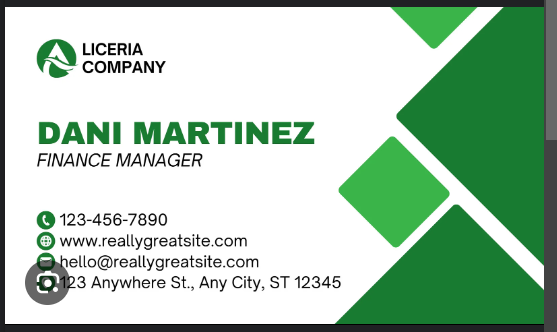 LICERIA
COMPANY
DANI MARTINEZ
FINANCE MANAGER
123-456-7890
www.reallygreatsite.com
hello@reallygreatsite.com
123 Anywhere St., Any City, ST 12345